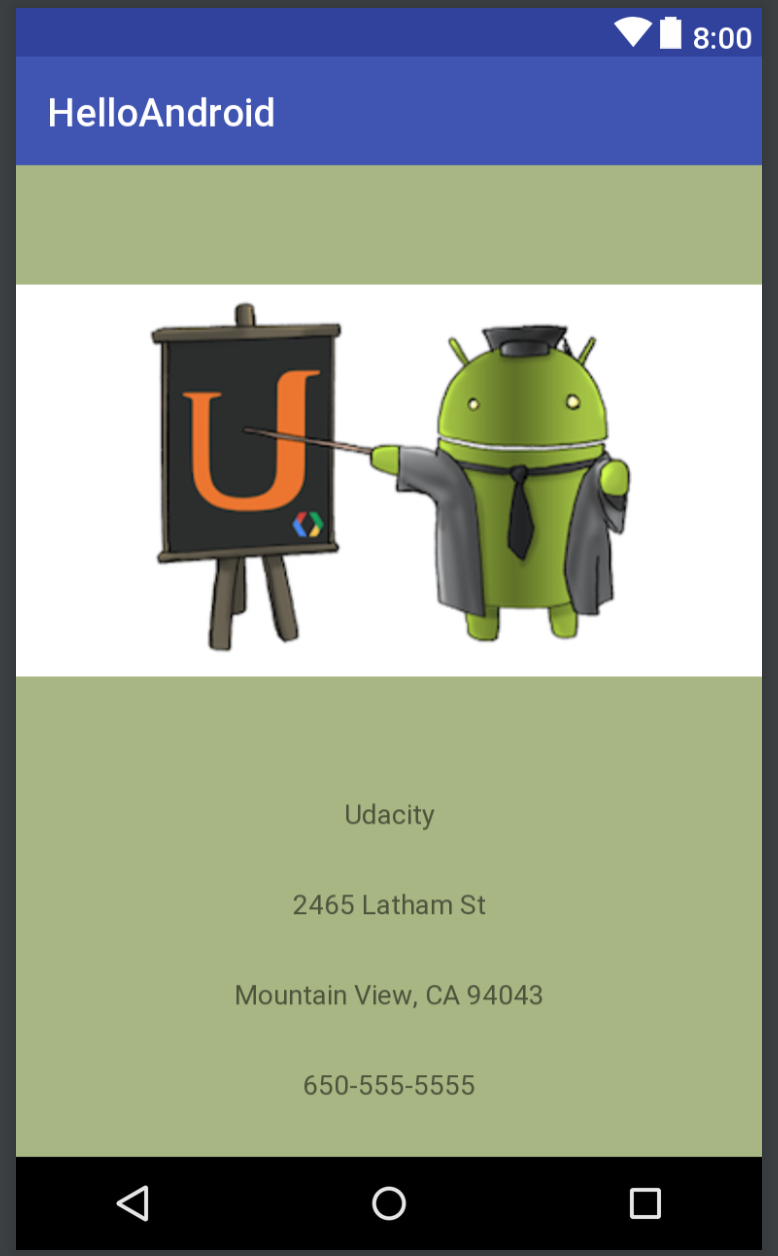 8:00
HelloAndroid
U
Udacity
2465 Latham St
Mountain View, CA 94043
650-555-5555